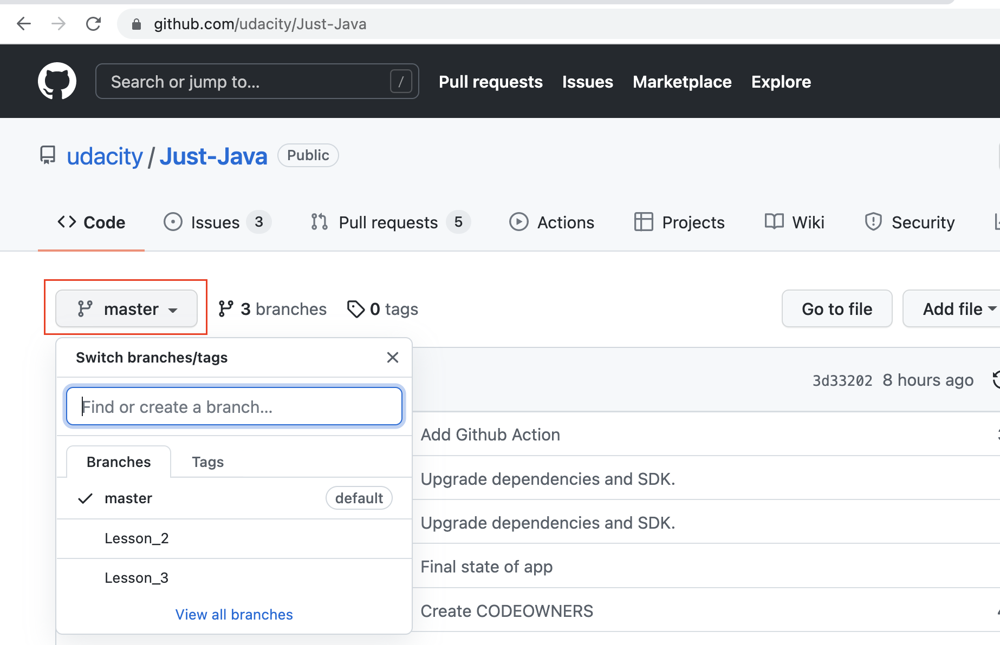 github.com/udacity/Just-Java
Search or jump to... /
Pull requests Issues Marketplace Explore
udacity / Just-Java Public
Code Issues 3 Pull requests 5 Actions Projects Wiki Security
master 3 branches 0 tags Go to file Add file
Switch branches/tags
3d33202 8 hours ago
Find or create a branch...
Add Github Action
Branches Tags
Upgrade dependencies and SDK.
master default
Upgrade dependencies and SDK.
Lesson_2
Final state of app
Lesson_3
Create CODEOWNERS
View all branches